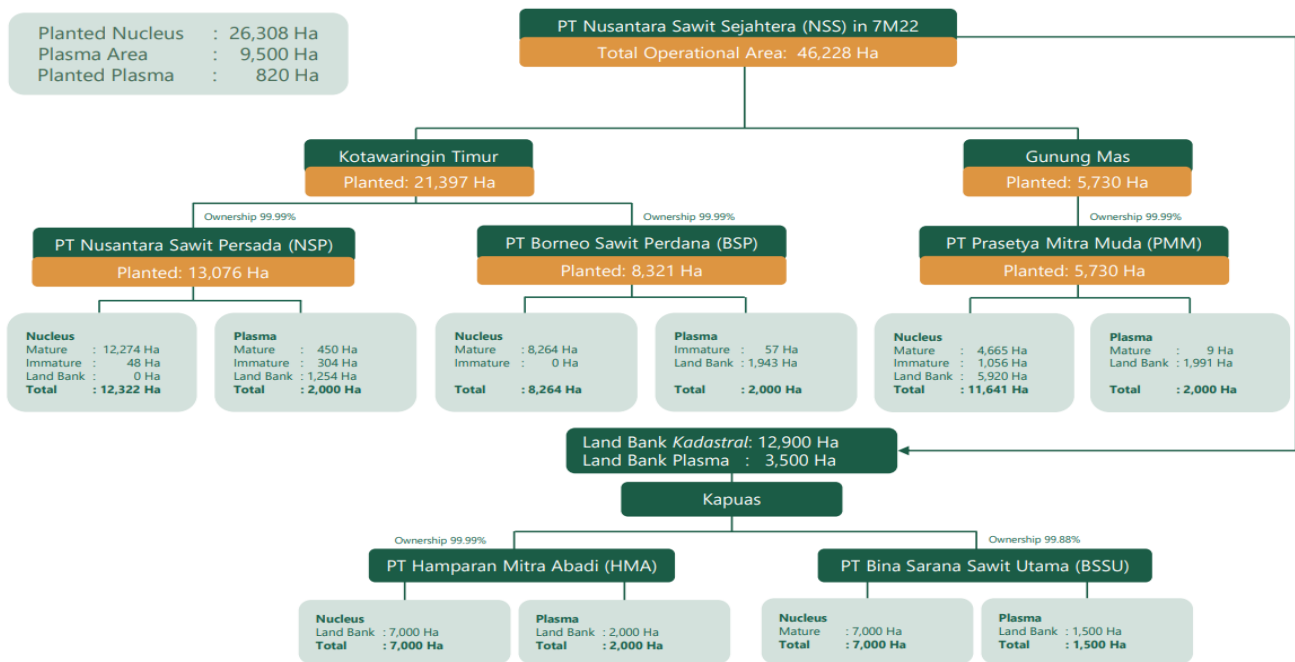 Planted Nucleus : 26,308 Ha
Plasma Area : 9,500 Ha
Planted Plasma : 820 Ha
PT Nusantara Sawit Sejahtera (NSS) in 7M22
Total Operational Area: 46,228 Ha
Kotawaringin Timur
Planted: 21,397 Ha
Gunung Mas
Planted: 5,730 Ha
Ownership 99.99%
PT Nusantara Sawit Persada (NSP)
Planted: 13,076 Ha
Ownership 99.99%
PT Borneo Sawit Perdana (BSP)
Planted: 8,321 Ha
Ownership 99.99%
PT Prasetya Mitra Muda (PMM)
Planted: 5,730 Ha
Nucleus
Mature : 12,274 Ha
Immature : 48 Ha
Land Bank : 0 Ha
Total : 12,322 Ha
Plasma
Mature : 450 Ha
Immature : 304 Ha
Land Bank : 1,254 Ha
Total : 2,000 Ha
Nucleus
Mature : 8,264 Ha
Immature : 0 Ha
Total : 8,264 Ha
Plasma
Immature : 57 Ha
Land Bank : 1,943 Ha
Total : 2,000 Ha
Nucleus
Mature : 4,665 Ha
Immature : 1,056 Ha
Land Bank : 5,920 Ha
Total : 11,641 Ha
Plasma
Mature : 9 Ha
Land Bank : 1,991 Ha
Total : 2,000 Ha
Land Bank Kadastral: 12,900 Ha
Land Bank Plasma : 3,500 Ha
Kapuas
Ownership 99.99%
PT Hamparan Mitra Abadi (HMA)
Ownership 99.88%
PT Bina Sarana Sawit Utama (BSSU)
Nucleus
Land Bank : 7,000 Ha
Total : 7,000 Ha
Plasma
Land Bank : 2,000 Ha
Total : 2,000 Ha
Nucleus
Mature : 7,000 Ha
Total : 7,000 Ha
Plasma
Land Bank : 1,500 Ha
Total : 1,500 Ha